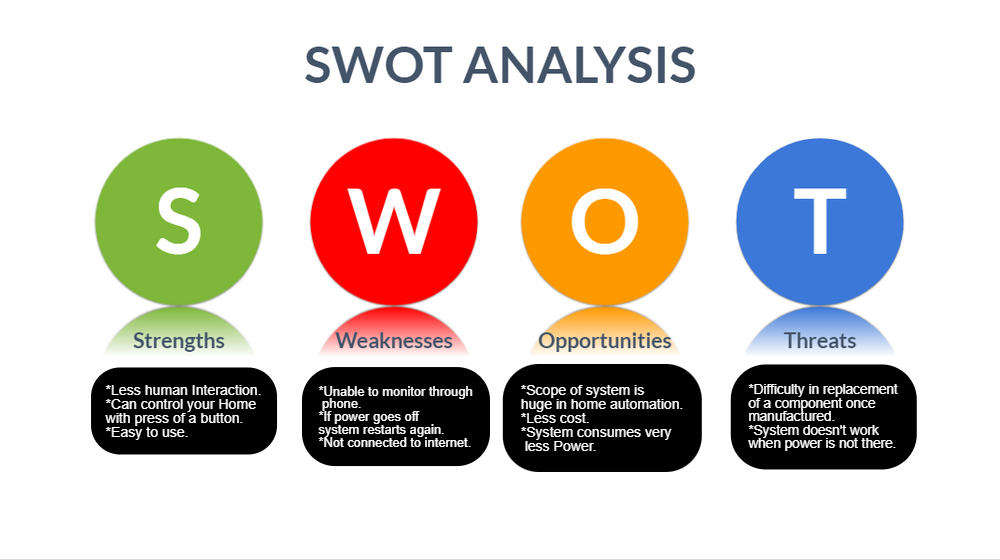 SWOT ANALYSIS
S
W
O
T
Strengths
*Less human Interaction.
*Can control your Home
with press of a button.
*Easy to use.
Weaknesses
*Unable to monitor through
phone.
*If power goes off
system restarts again.
*Not connected to internet.
Opportunities
*Scope of system is
huge in home automation.
*Less cost.
*System consumes very
less Power.
Threats
*Difficulty in replacement
of a component once
manufactured.
*System doesn't work
when power is not there.